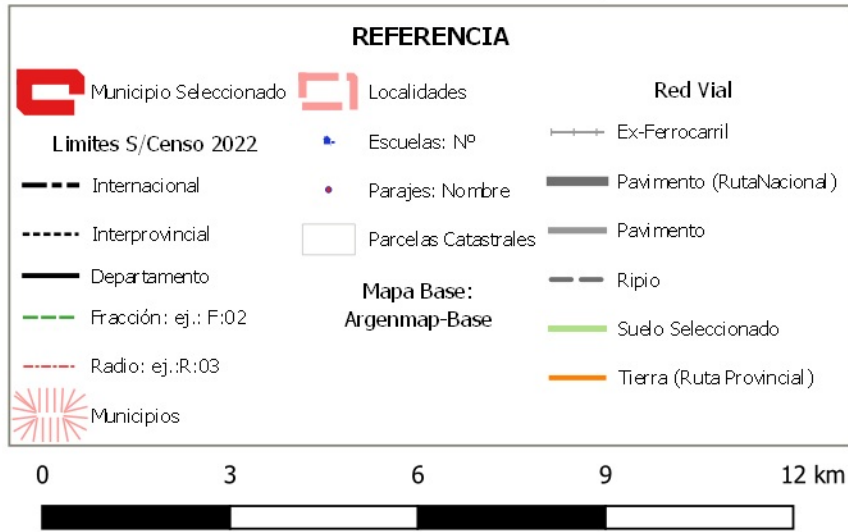 REFERENCIA
Municipio Seleccionado
Limites S/Censo 2022
Internacional
Interprovincial
Departamento
Fracción: ej.: F:02
Radio: ej.:R:03
Municipios
Localidades
Escuelas: Nº
Parajes: Nombre
Parcelas Catastrales
Mapa Base:
Argenmap-Base
Red Vial
Ex-Ferrocarril
Pavimento (RutaNacional)
Pavimento
Ripio
Suelo Seleccionado
Tierra (Ruta Provincial)
0 3 6 9 12 km